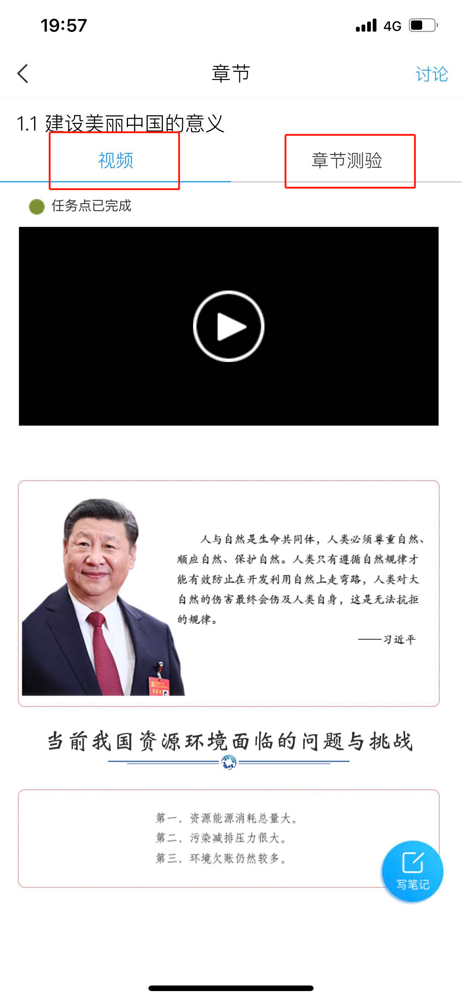 19:57
4G
章节
讨论
1.1 建设美丽中国的意义
视频
章节测验
任务点已完成
人与自然是生命共同体，人类必须尊重自然、
顺应自然、保护自然。人类只有遵循自然规律才
能有效防止在开发利用自然上走弯路，人类对大
自然的伤害最终会伤及人类自身，这是无法抗拒
的规律。
——习近平
当前我国资源环境面临的问题与挑战
第一，资源能源消耗总量大。
第二，污染减排压力很大。
第三，环境欠账仍然较多。
写笔记